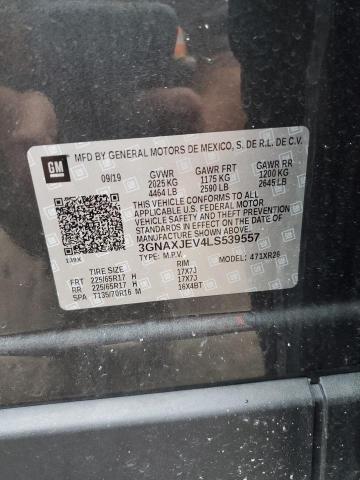 GM
MFD BY GENERAL MOTORS DE MEXICO, S. DE R.L. DE C.V.
09/19 GVWR GAWR FRT GAWR RR
2025 KG 1175 KG 1200 KG
4464 LB 2590 LB 2645 LB
THIS VEHICLE CONFORMS TO ALL
APPLICABLE U.S. FEDERAL MOTOR
VEHICLE SAFETY,
STANDARDS IN EFFECT ON THE DATE OF
MANUFACTURE SHOWN ABOVE.
3GNAXJEV4LS539557
TYPE: M.P.V. MODEL: 471XR26
TIRE SIZE RIM
FRT 225/65R17 H 17X7J
RR 225/65R17 H 17X7J
SPA T135/70R16 M 16X4BT